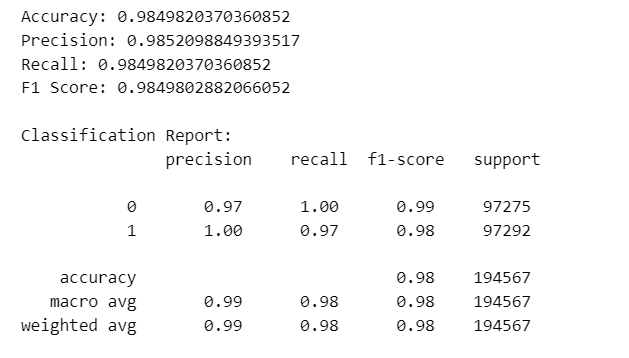 Accuracy: 0.9849820370360852
Precision: 0.9852098849393517
Recall: 0.9849820370360852
F1 Score: 0.9849802882066052
Classification Report:
precision recall f1-score support
0 0.97 1.00 0.99 97275
1 1.00 0.97 0.98 97292
accuracy 0.98 194567
macro avg 0.99 0.98 0.98 194567
weighted avg 0.99 0.98 0.98 194567